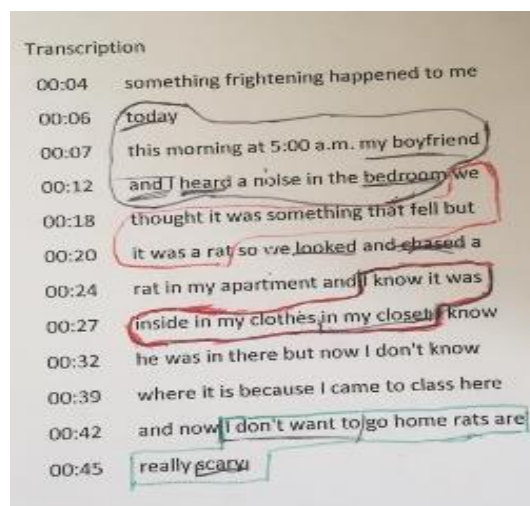 Transcription
00:04 something frightening happened to me
00:06 today
00:07 this morning at 5:00 a.m. my boyfriend
00:12 and I heard a noise in the bedroom we
00:18 thought it was something that fell but
00:20 it was a rat so we looked and chased a
00:24 rat in my apartment and I know it was
00:27 inside in my clothes in my closet I know
00:32 he was in there but now I don't know
00:39 where it is because I came to class here
00:42 and now I don't want to go home rats are
00:45 really scary